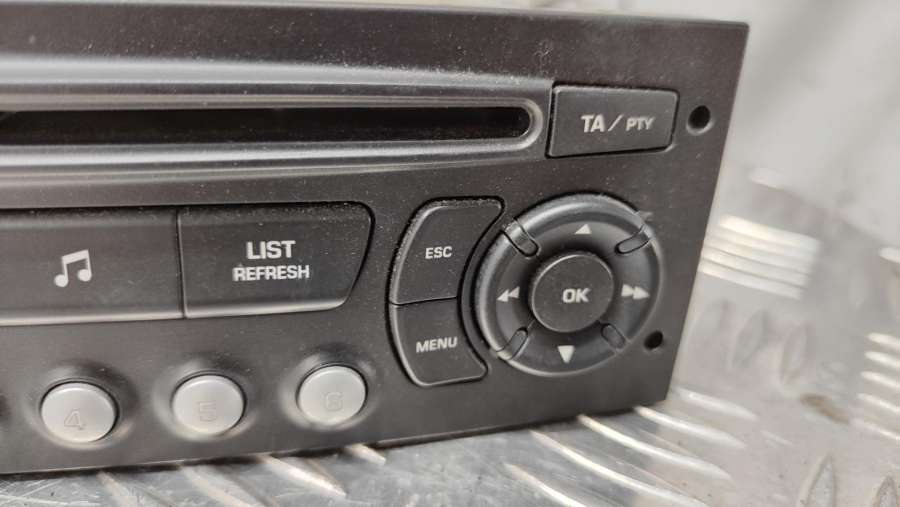 TA/PTY
LIST
REFRESH
ESC
OK
MENU
4
5
6